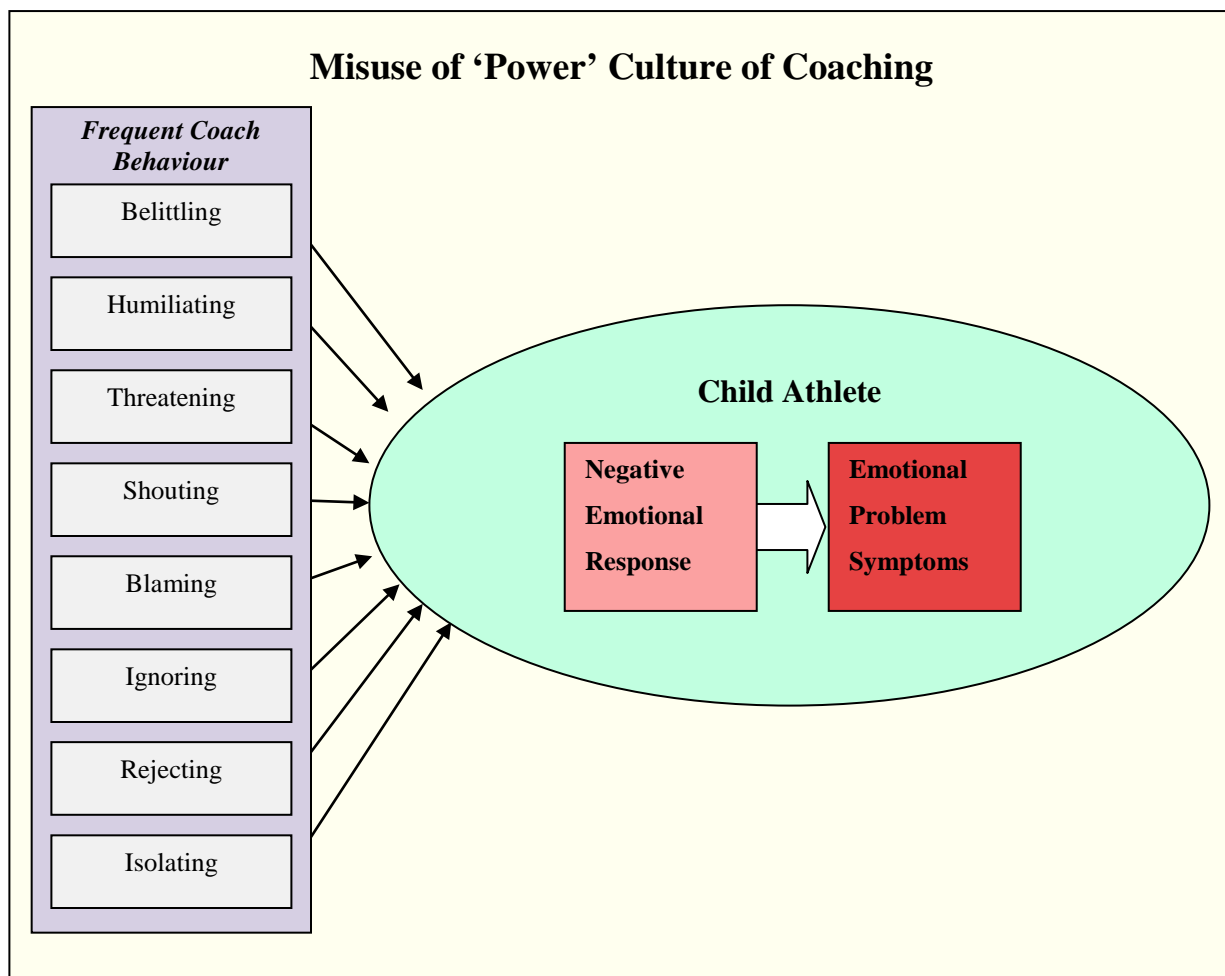 Misuse of ‘Power’ Culture of Coaching
Frequent Coach
Behaviour
Belittling
Humiliating
Threatening
Shouting
Blaming
Ignoring
Rejecting
Isolating
Child Athlete
Negative
Emotional
Response
Emotional
Problem
Symptoms